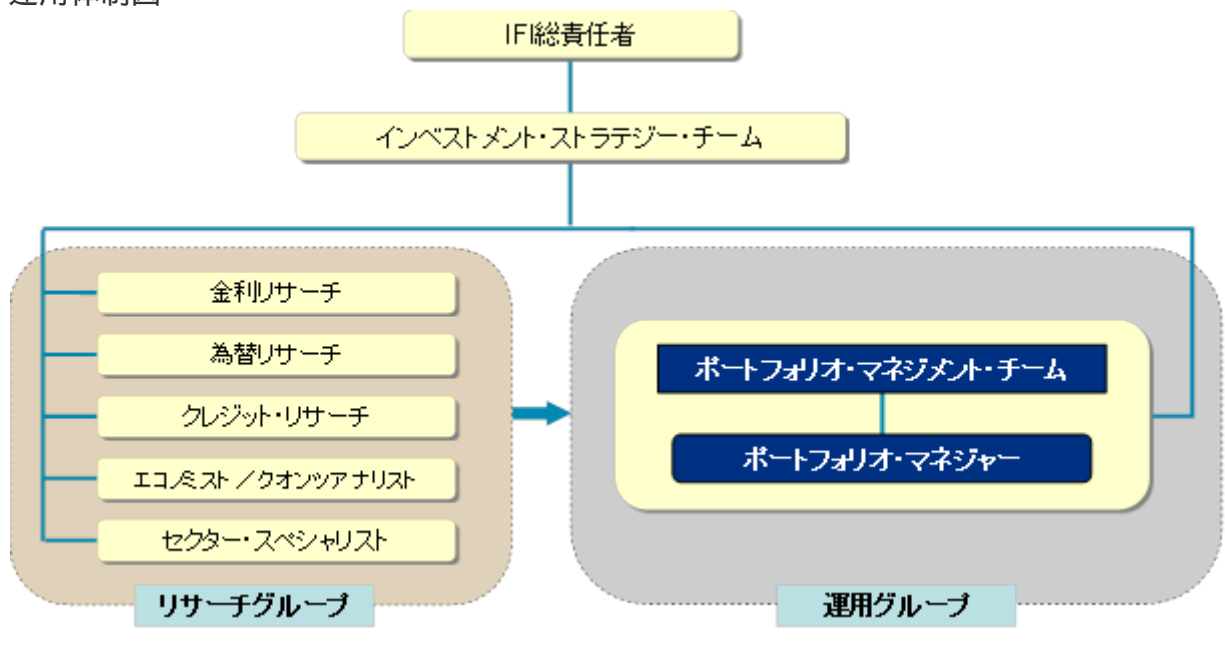 運用体制図
IFI総責任者
インベストメント・ストラテジー・チーム
金利リサーチ
為替リサーチ
クレジット・リサーチ
エコノミスト／クオンツアナリスト
セクター・スペシャリスト
リサーチグループ
ポートフォリオ・マネジメント・チーム
ポートフォリオ・マネジャー
運用グループ